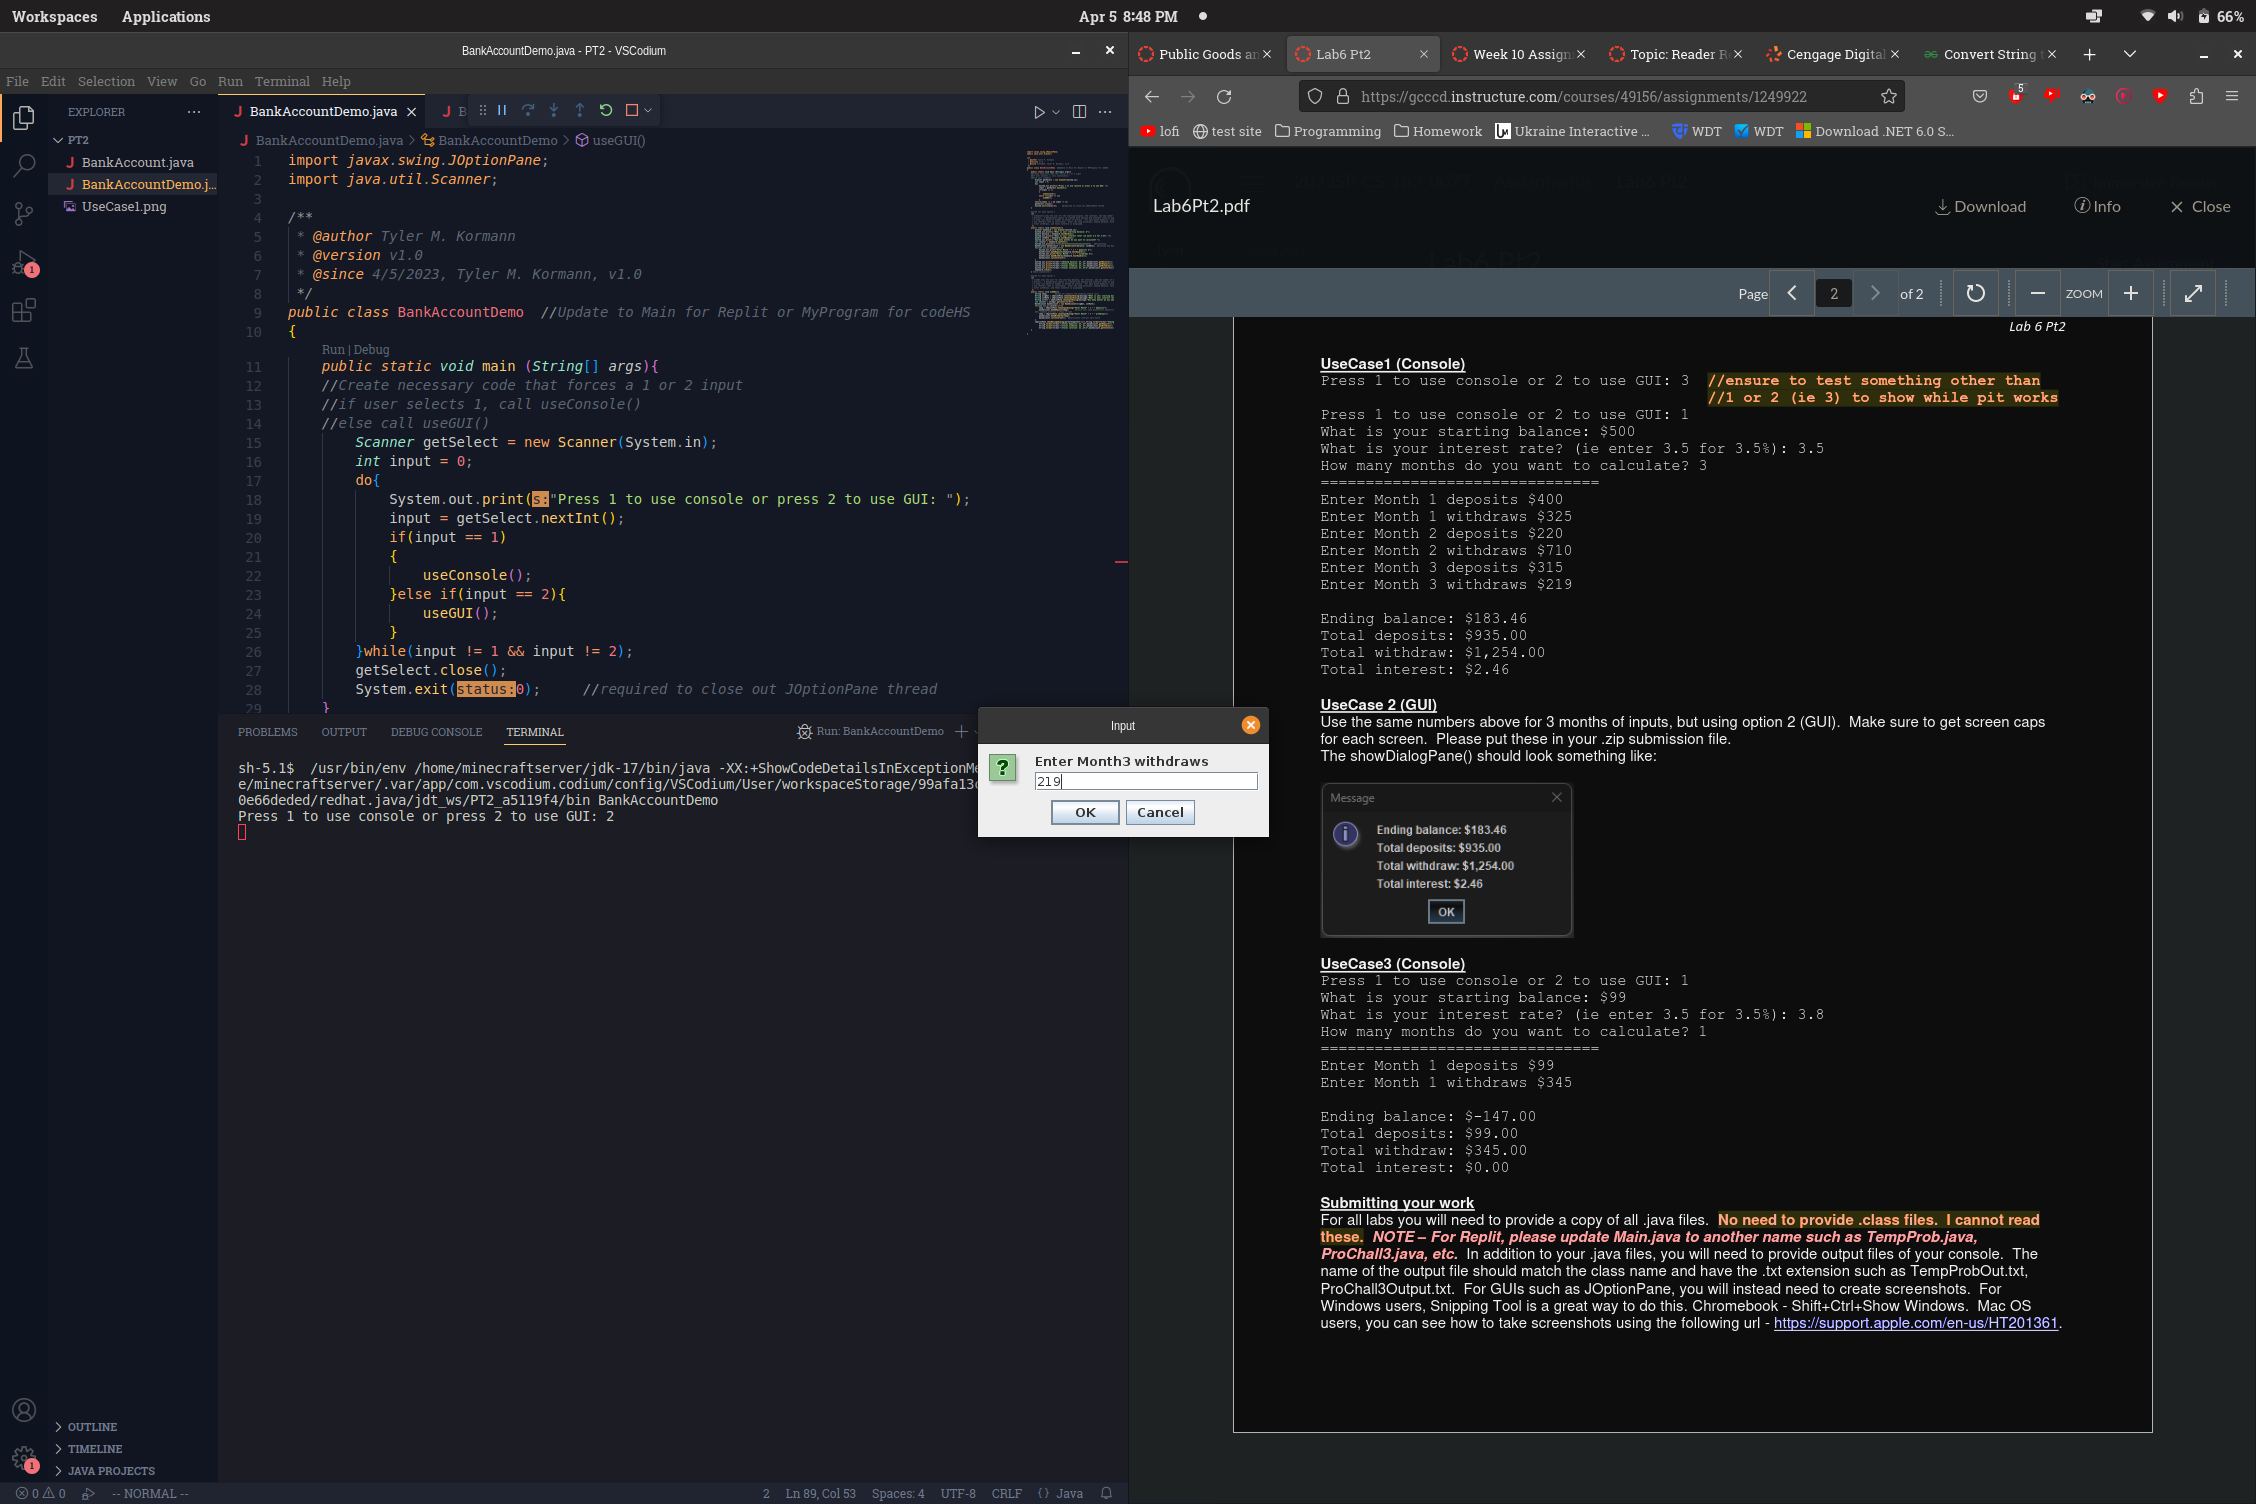 Workspaces Applications Apr 5 8:48 PM 66%
BankAccountDemo.java - PT2 - VSCodium
File Edit Selection View Go Run Terminal Help
EXPLORER
PT2
BankAccount.java
BankAccountDemo.j...
UseCase1.png
OUTLINE
TIMELINE
JAVA PROJECTS
1
1
BankAccountDemo.java B
BankAccountDemo.java > BankAccountDemo > useGUI()
1 import javax.swing.JOptionPane;
2 import java.util.Scanner;
3
4 /**
5 * @author Tyler M. Kormann
6 * @version v1.0
7 * @since 4/5/2023, Tyler M. Kormann, v1.0
8 */
9 public class BankAccountDemo //Update to Main for Replit or MyProgram for codeHS
10 {
Run | Debug
11 public static void main (String[] args){
12 //Create necessary code that forces a 1 or 2 input
13 //if user selects 1, call useConsole()
14 //else call useGUI()
15 Scanner getSelect = new Scanner(System.in);
16 int input = 0;
17 do{
18 System.out.print(s:"Press 1 to use console or press 2 to use GUI: ");
19 input = getSelect.nextInt();
20 if(input == 1)
21 {
22 useConsole();
23 }else if(input == 2){
24 useGUI();
25 }
26 }while(input != 1 && input != 2);
27 getSelect.close();
28 System.exit(status:0); //required to close out JOptionPane thread
29 }
PROBLEMS OUTPUT DEBUG CONSOLE TERMINAL Run: BankAccountDemo
sh-5.1$ /usr/bin/env /home/minecraftserver/jdk-17/bin/java -XX:+ShowCodeDetailsInExceptionMe
e/minecraftserver/.var/app/com.vscodium.codium/config/VSCodium/User/workspaceStorage/99afa13c
0e66deded/redhat.java/jdt_ws/PT2_a5119f4/bin BankAccountDemo
Press 1 to use console or press 2 to use GUI: 2
0 0 -- NORMAL -- 2 Ln 89, Col 53 Spaces: 4 UTF-8 CRLF {} Java
Input
Enter Month3 withdraws
219
OK Cancel
Public Goods an Lab6 Pt2 Week 10 Assign Topic: Reader R Cengage Digital Convert String t
https://gcccd.instructure.com/courses/49156/assignments/1249922 5
lofi test site Programming Homework Ukraine Interactive ... WDT WDT Download .NET 6.0 S...
Lab6Pt2.pdf Download Info Close
Page 2 of 2 ZOOM
Lab 6 Pt2
UseCase1 (Console)
Press 1 to use console or 2 to use GUI: 3 //ensure to test something other than
//1 or 2 (ie 3) to show while pit works
Press 1 to use console or 2 to use GUI: 1
What is your starting balance: $500
What is your interest rate? (ie enter 3.5 for 3.5%): 3.5
How many months do you want to calculate? 3
===============================
Enter Month 1 deposits $400
Enter Month 1 withdraws $325
Enter Month 2 deposits $220
Enter Month 2 withdraws $710
Enter Month 3 deposits $315
Enter Month 3 withdraws $219
Ending balance: $183.46
Total deposits: $935.00
Total withdraw: $1,254.00
Total interest: $2.46
UseCase 2 (GUI)
Use the same numbers above for 3 months of inputs, but using option 2 (GUI). Make sure to get screen caps
for each screen. Please put these in your .zip submission file.
The showDialogPane() should look something like:
Message
Ending balance: $183.46
Total deposits: $935.00
Total withdraw: $1,254.00
Total interest: $2.46
OK
UseCase3 (Console)
Press 1 to use console or 2 to use GUI: 1
What is your starting balance: $99
What is your interest rate? (ie enter 3.5 for 3.5%): 3.8
How many months do you want to calculate? 1
===============================
Enter Month 1 deposits $99
Enter Month 1 withdraws $345
Ending balance: $-147.00
Total deposits: $99.00
Total withdraw: $345.00
Total interest: $0.00
Submitting your work
For all labs you will need to provide a copy of all .java files. No need to provide .class files. I cannot read
these. NOTE – For Replit, please update Main.java to another name such as TempProb.java,
ProChall3.java, etc. In addition to your .java files, you will need to provide output files of your console. The
name of the output file should match the class name and have the .txt extension such as TempProbOut.txt,
ProChall3Output.txt. For GUIs such as JOptionPane, you will instead need to create screenshots. For
Windows users, Snipping Tool is a great way to do this. Chromebook - Shift+Ctrl+Show Windows. Mac OS
users, you can see how to take screenshots using the following url - https://support.apple.com/en-us/HT201361.